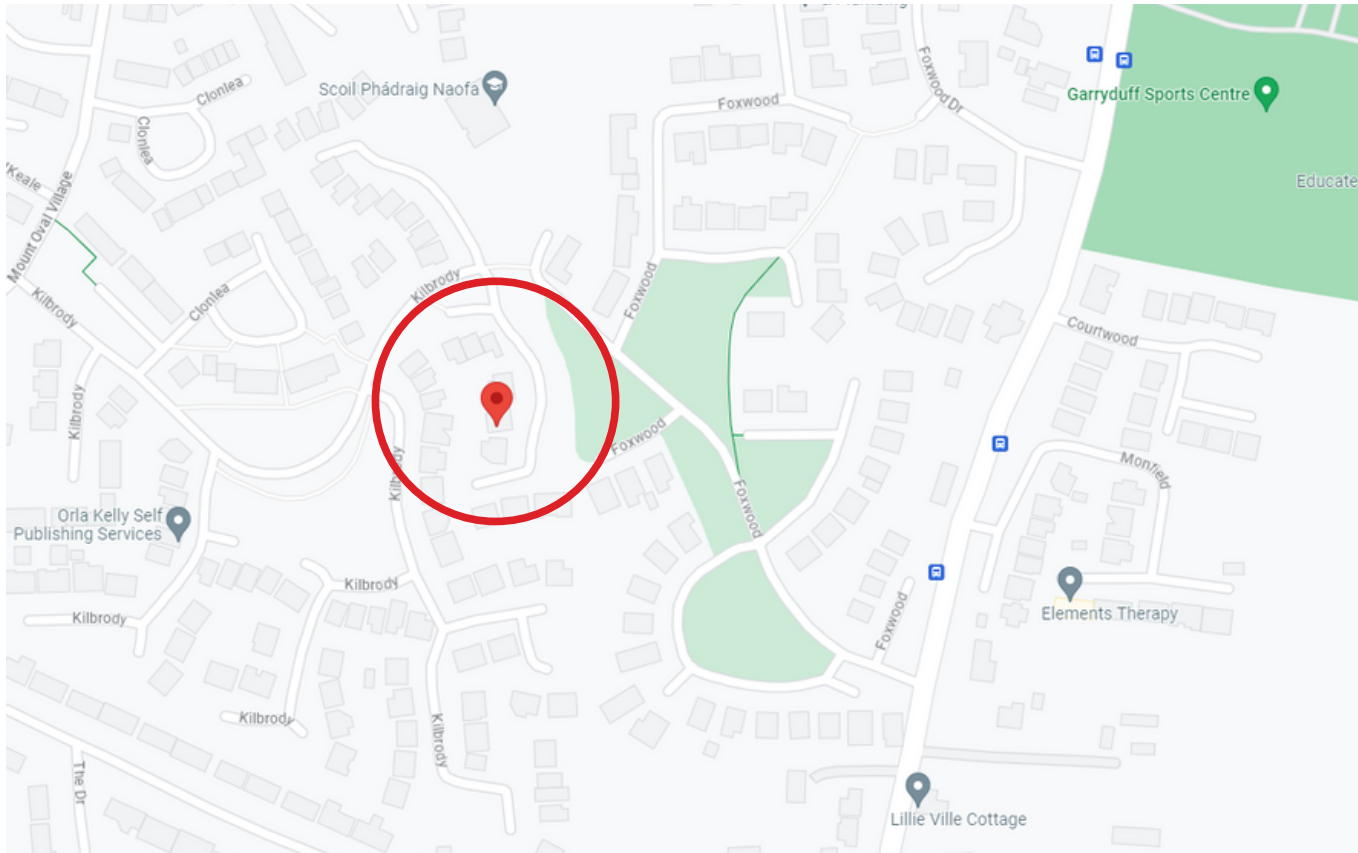 Foxwood Dr
Scoil Phádraig Naofa
Clonlea
Foxwood
Garryduff Sports Centre
Clonlea
Educate
Mount Oval Village
Kilbrody
Foxwood
Kilbrody
Clonlea
Courtwood
Kilbrody
Foxwood
Kilbrody
Monfield
Foxwood
Orla Kelly Self
Publishing Services
Kilbrody
Foxwood
Elements Therapy
Kilbrody
Kilbrody
Kilbrody
The Dr
Lillie Ville Cottage